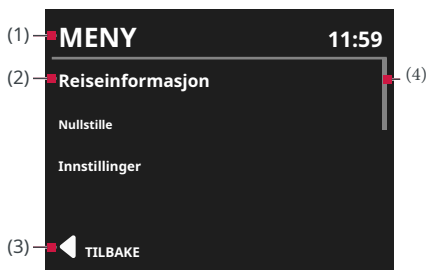 (1) MENY 11:59
(2) Reiseinformasjon (4)
Nullstille
Innstillinger
(3) TILBAKE